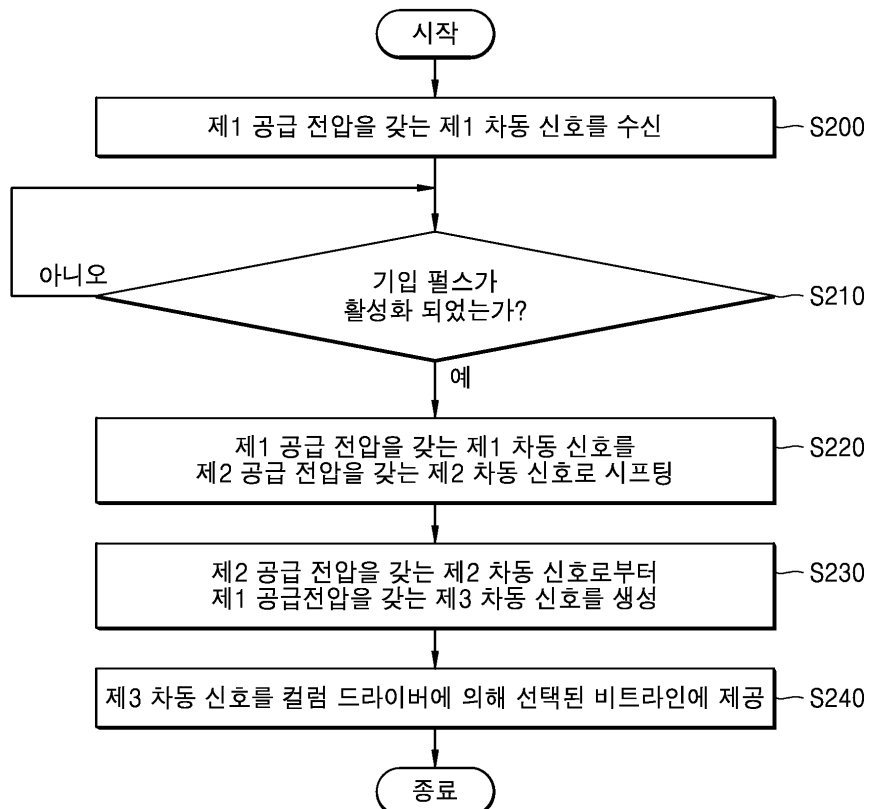 시작
제1 공급 전압을 갖는 제1 차동 신호를 수신
S200
아니오
기입 펄스가
활성화 되었는가?
S210
예
제1 공급 전압을 갖는 제1 차동 신호를
제2 공급 전압을 갖는 제2 차동 신호로 시프팅
S220
제2 공급 전압을 갖는 제2 차동 신호로부터
제1 공급전압을 갖는 제3 차동 신호를 생성
S230
제3 차동 신호를 컬럼 드라이버에 의해 선택된 비트라인에 제공
S240
종료